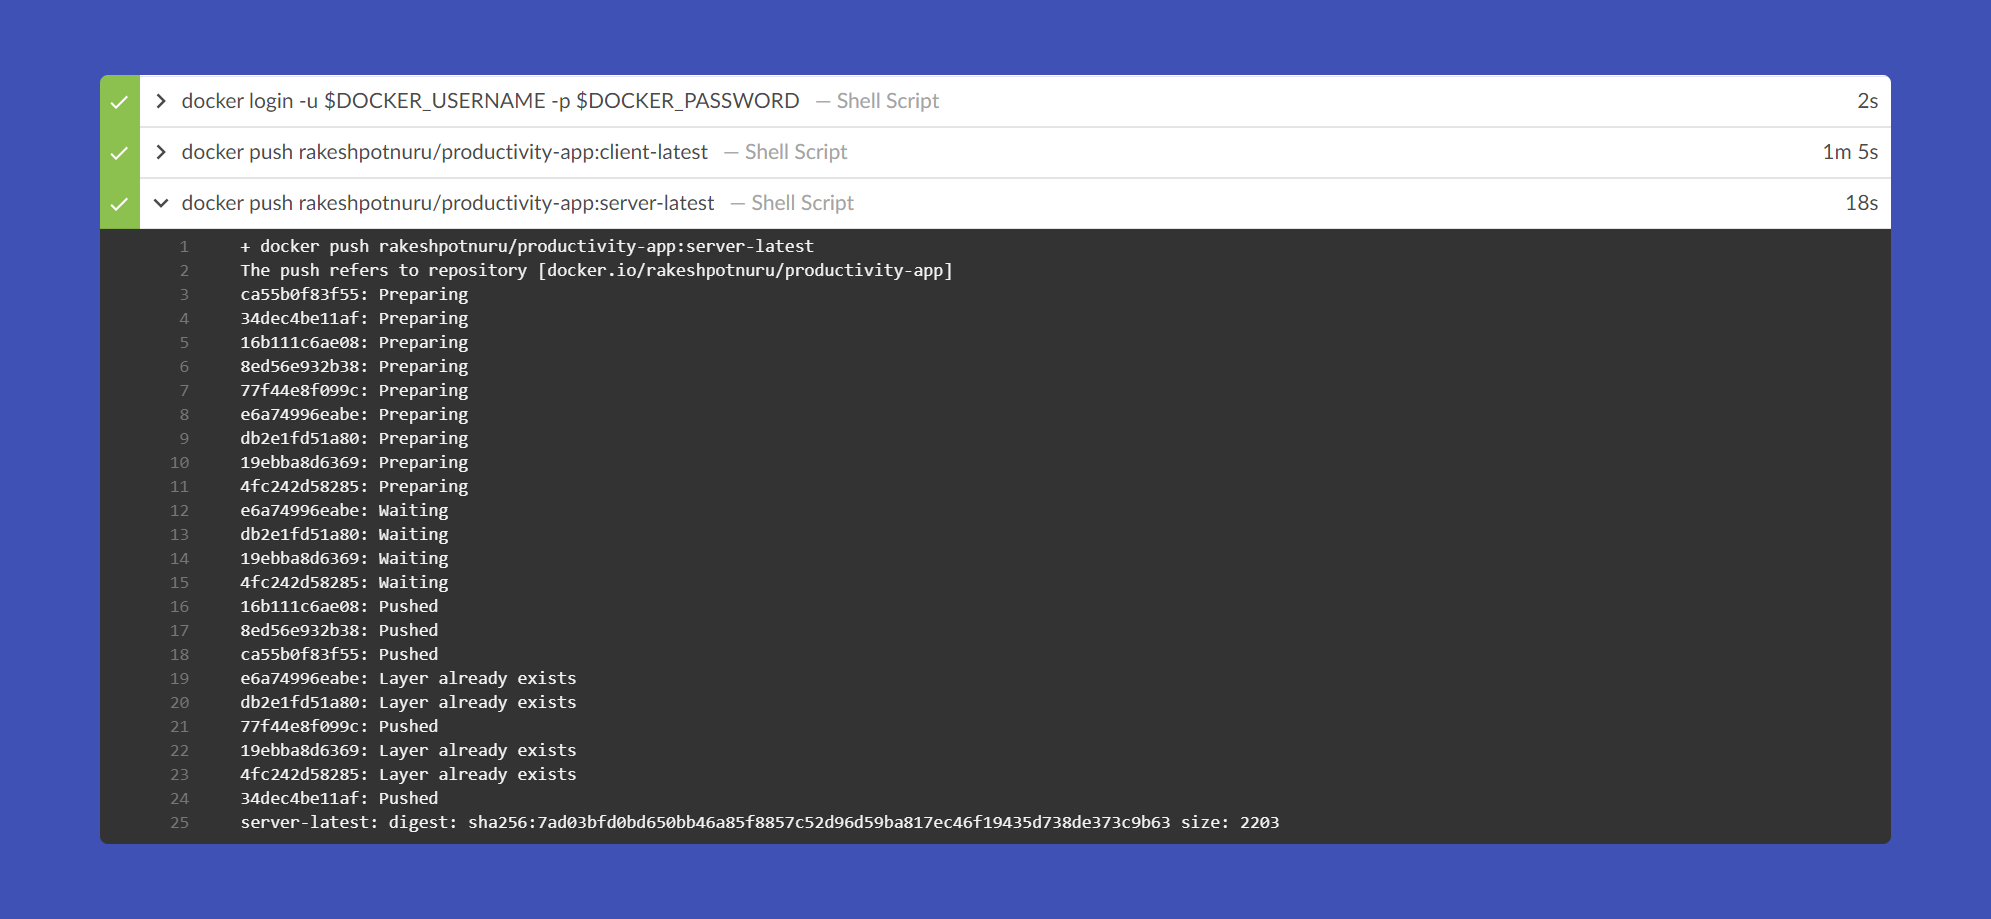 docker login -u $DOCKER_USERNAME -p $DOCKER_PASSWORD — Shell Script 2s
docker push rakeshpotnuru/productivity-app:client-latest — Shell Script 1m 5s
docker push rakeshpotnuru/productivity-app:server-latest — Shell Script 18s
1 + docker push rakeshpotnuru/productivity-app:server-latest
2 The push refers to repository [docker.io/rakeshpotnuru/productivity-app]
3 ca55b0f83f55: Preparing
4 34dec4be11af: Preparing
5 16b111c6ae08: Preparing
6 8ed56e932b38: Preparing
7 77f44e8f099c: Preparing
8 e6a74996eabe: Preparing
9 db2e1fd51a80: Preparing
10 19ebba8d6369: Preparing
11 4fc242d58285: Preparing
12 e6a74996eabe: Waiting
13 db2e1fd51a80: Waiting
14 19ebba8d6369: Waiting
15 4fc242d58285: Waiting
16 16b111c6ae08: Pushed
17 8ed56e932b38: Pushed
18 ca55b0f83f55: Pushed
19 e6a74996eabe: Layer already exists
20 db2e1fd51a80: Layer already exists
21 77f44e8f099c: Pushed
22 19ebba8d6369: Layer already exists
23 4fc242d58285: Layer already exists
24 34dec4be11af: Pushed
25 server-latest: digest: sha256:7ad03bfd0bd650bb46a85f8857c52d96d59ba817ec46f19435d738de373c9b63 size: 2203